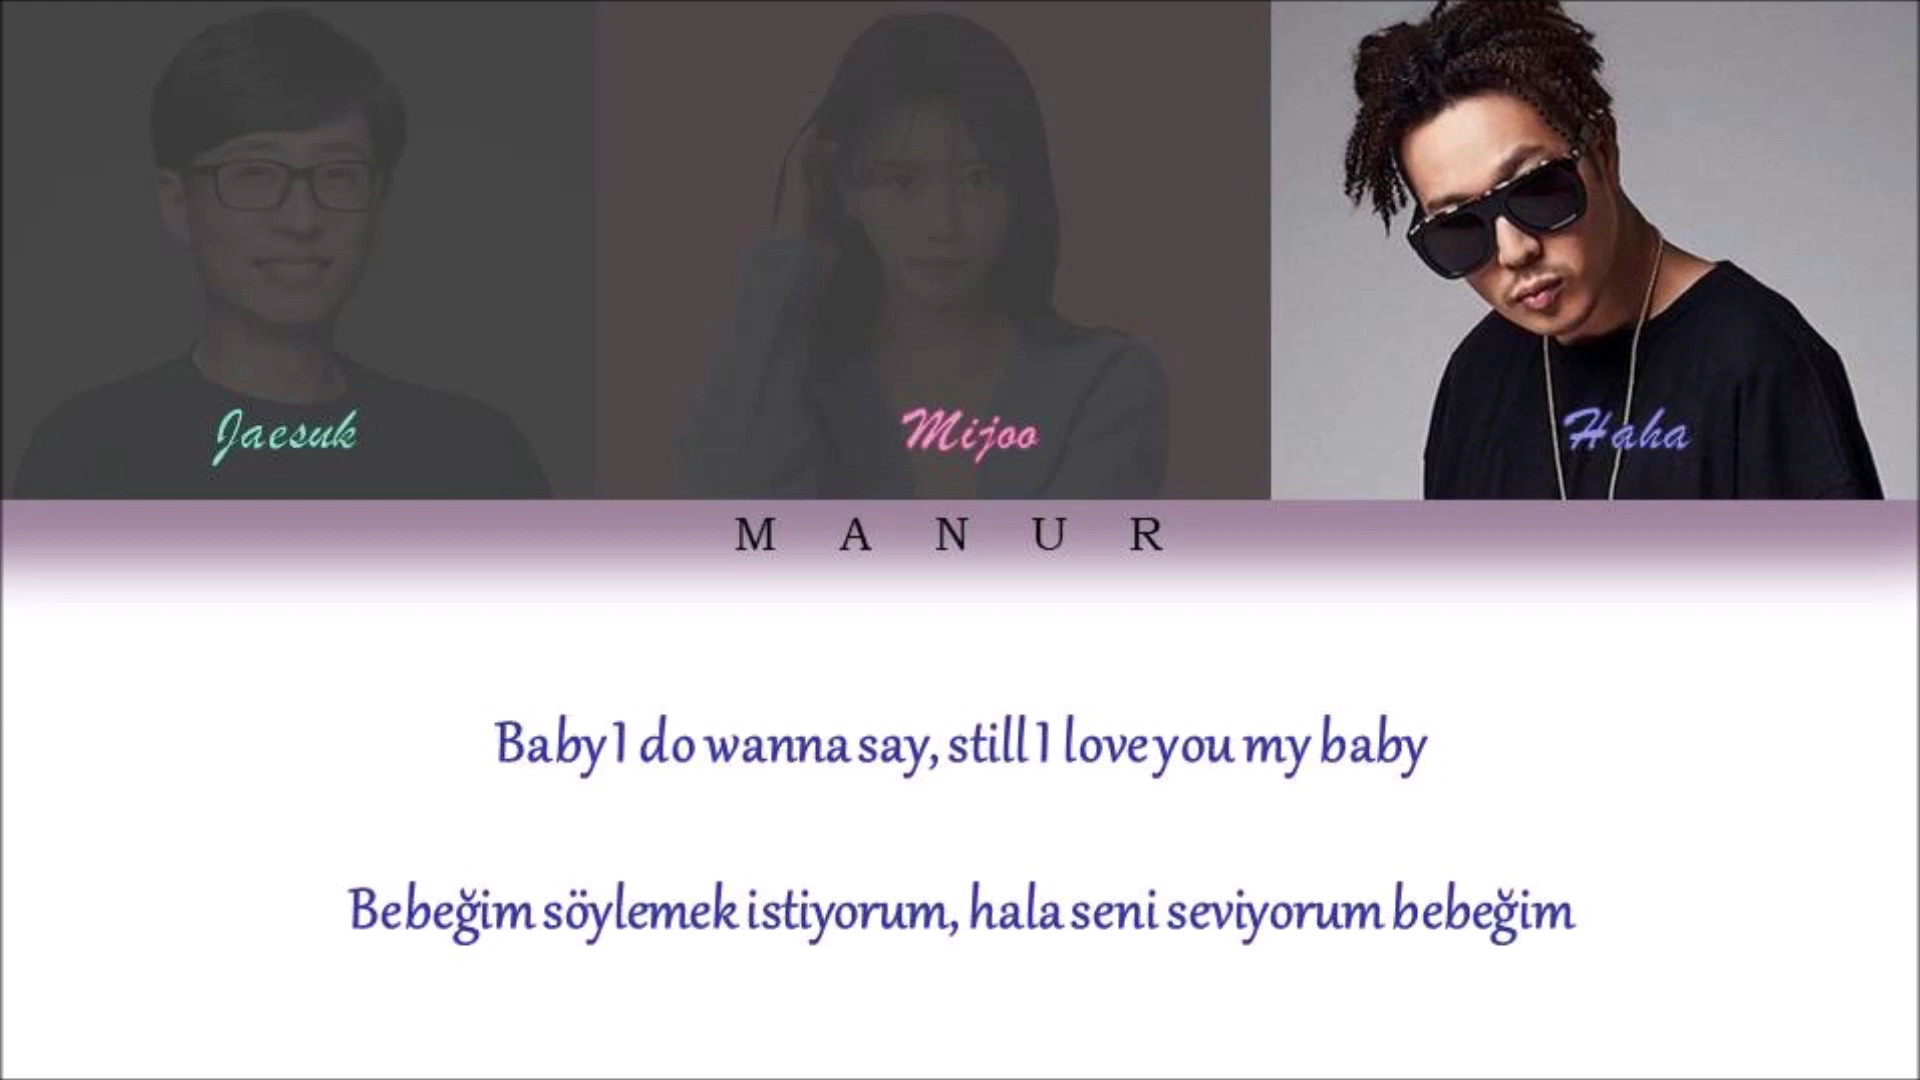 Jaesuk
Mijoo
Haha
M A N U R
Baby I do wanna say, still I love you my baby
Bebeğim söylemek istiyorum, hala seni seviyorum bebeğim